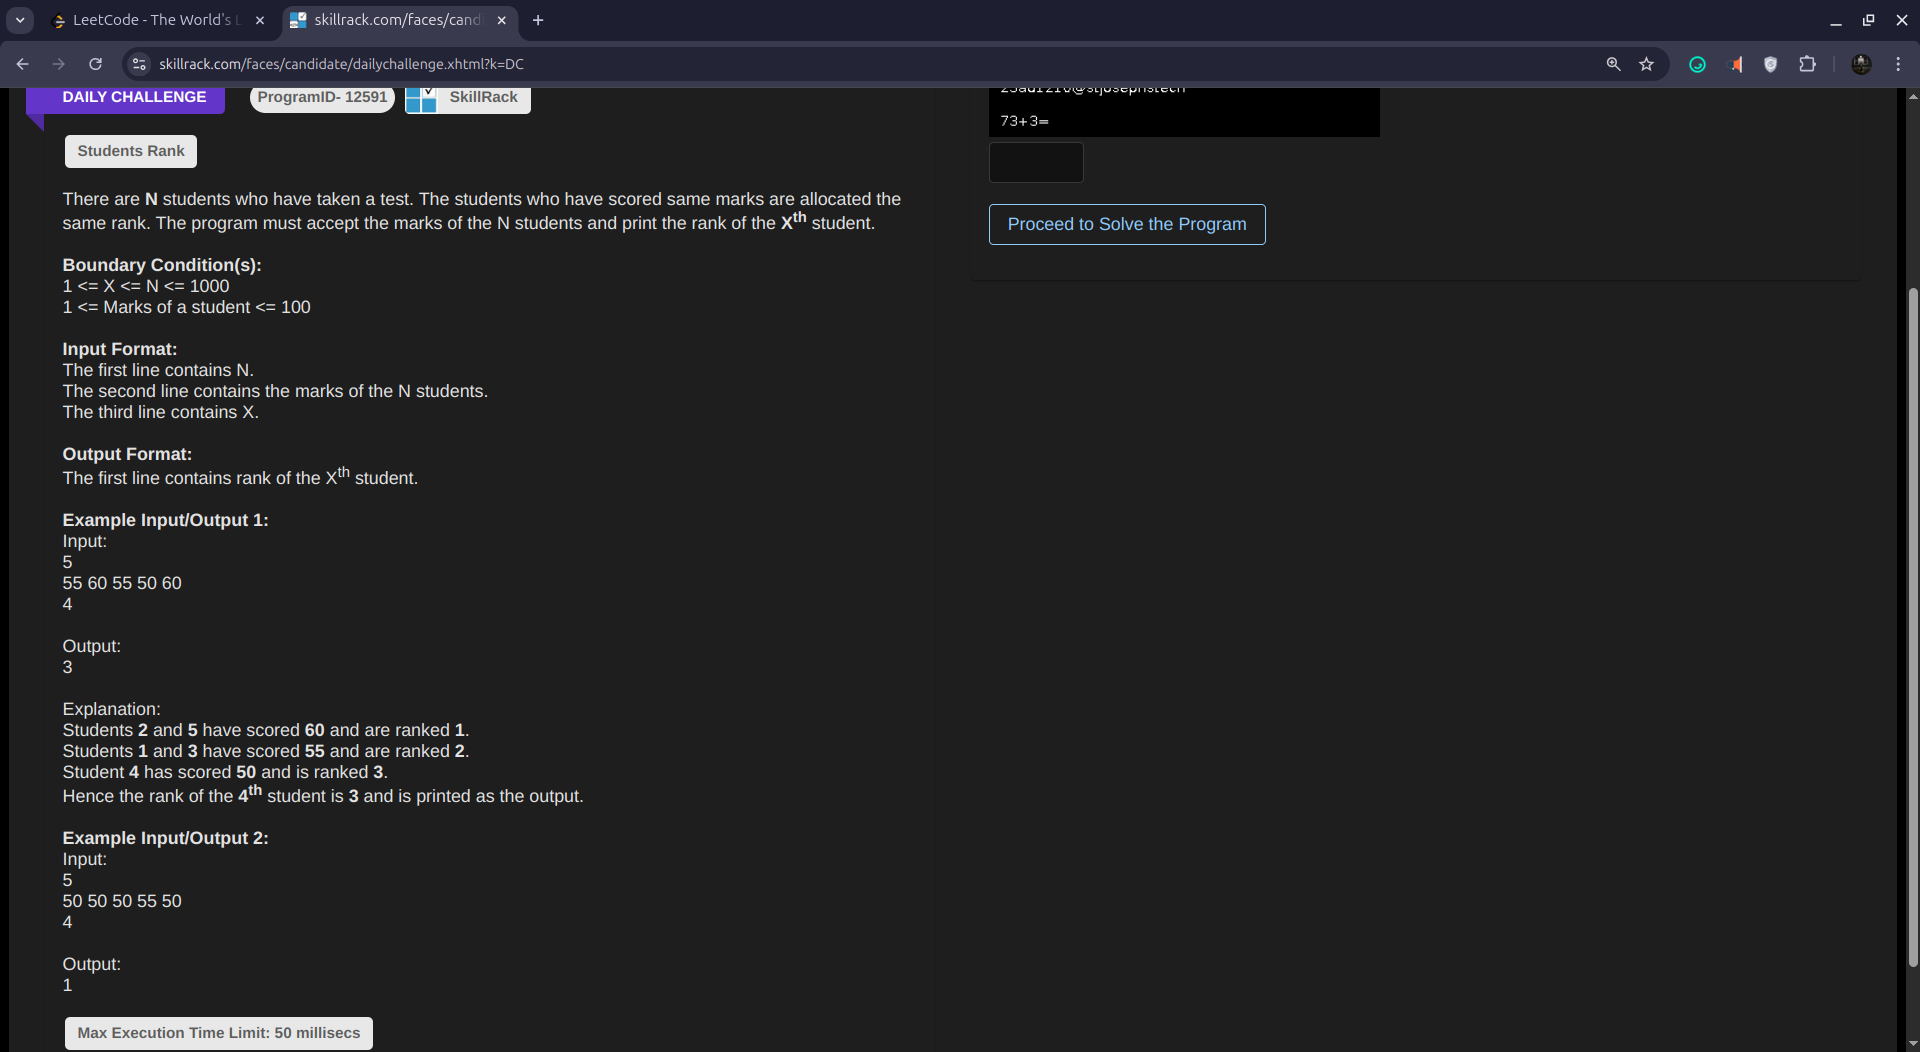 LeetCode - The World's L
skillrack.com/faces/cand
skillrack.com/faces/candidate/dailychallenge.xhtml?k=DC
DAILY CHALLENGE
ProgramID- 12591
SkillRack
73+3=
Students Rank
Proceed to Solve the Program
There are N students who have taken a test. The students who have scored same marks are allocated the
same rank. The program must accept the marks of the N students and print the rank of the Xth student.
Boundary Condition(s):
1 <= X <= N <= 1000
1 <= Marks of a student <= 100
Input Format:
The first line contains N.
The second line contains the marks of the N students.
The third line contains X.
Output Format:
The first line contains rank of the Xth student.
Example Input/Output 1:
Input:
5
55 60 55 50 60
4
Output:
3
Explanation:
Students 2 and 5 have scored 60 and are ranked 1.
Students 1 and 3 have scored 55 and are ranked 2.
Student 4 has scored 50 and is ranked 3.
Hence the rank of the 4th student is 3 and is printed as the output.
Example Input/Output 2:
Input:
5
50 50 50 55 50
4
Output:
1
Max Execution Time Limit: 50 millisecs